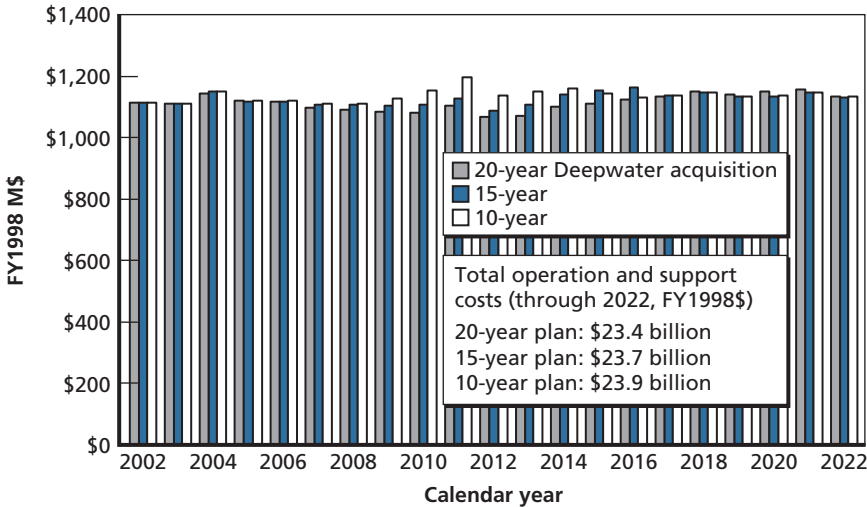 $1,400
$1,200
$1,000
$800
$600
$400
$200
$0
FY1998 M$
20-year Deepwater acquisition
15-year
10-year
Total operation and support
costs (through 2022, FY1998$)
20-year plan: $23.4 billion
15-year plan: $23.7 billion
10-year plan: $23.9 billion
2002 2004 2006 2008 2010 2012 2014 2016 2018 2020 2022
Calendar year